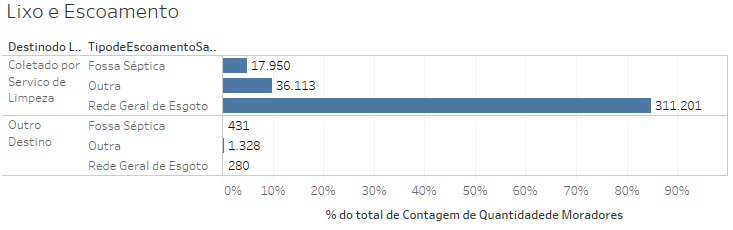 Lixo e Escoamento
Destinodo L.. TipodeEscoamentoSa..
Coletado por Fossa Séptica 17.950
Servico de Outra 36.113
Limpeza Rede Geral de Esgoto 311.201
Outro Fossa Séptica 431
Destino Outra 1.328
Rede Geral de Esgoto 280
0% 10% 20% 30% 40% 50% 60% 70% 80% 90%
% do total de Contagem de Quantidadede Moradores